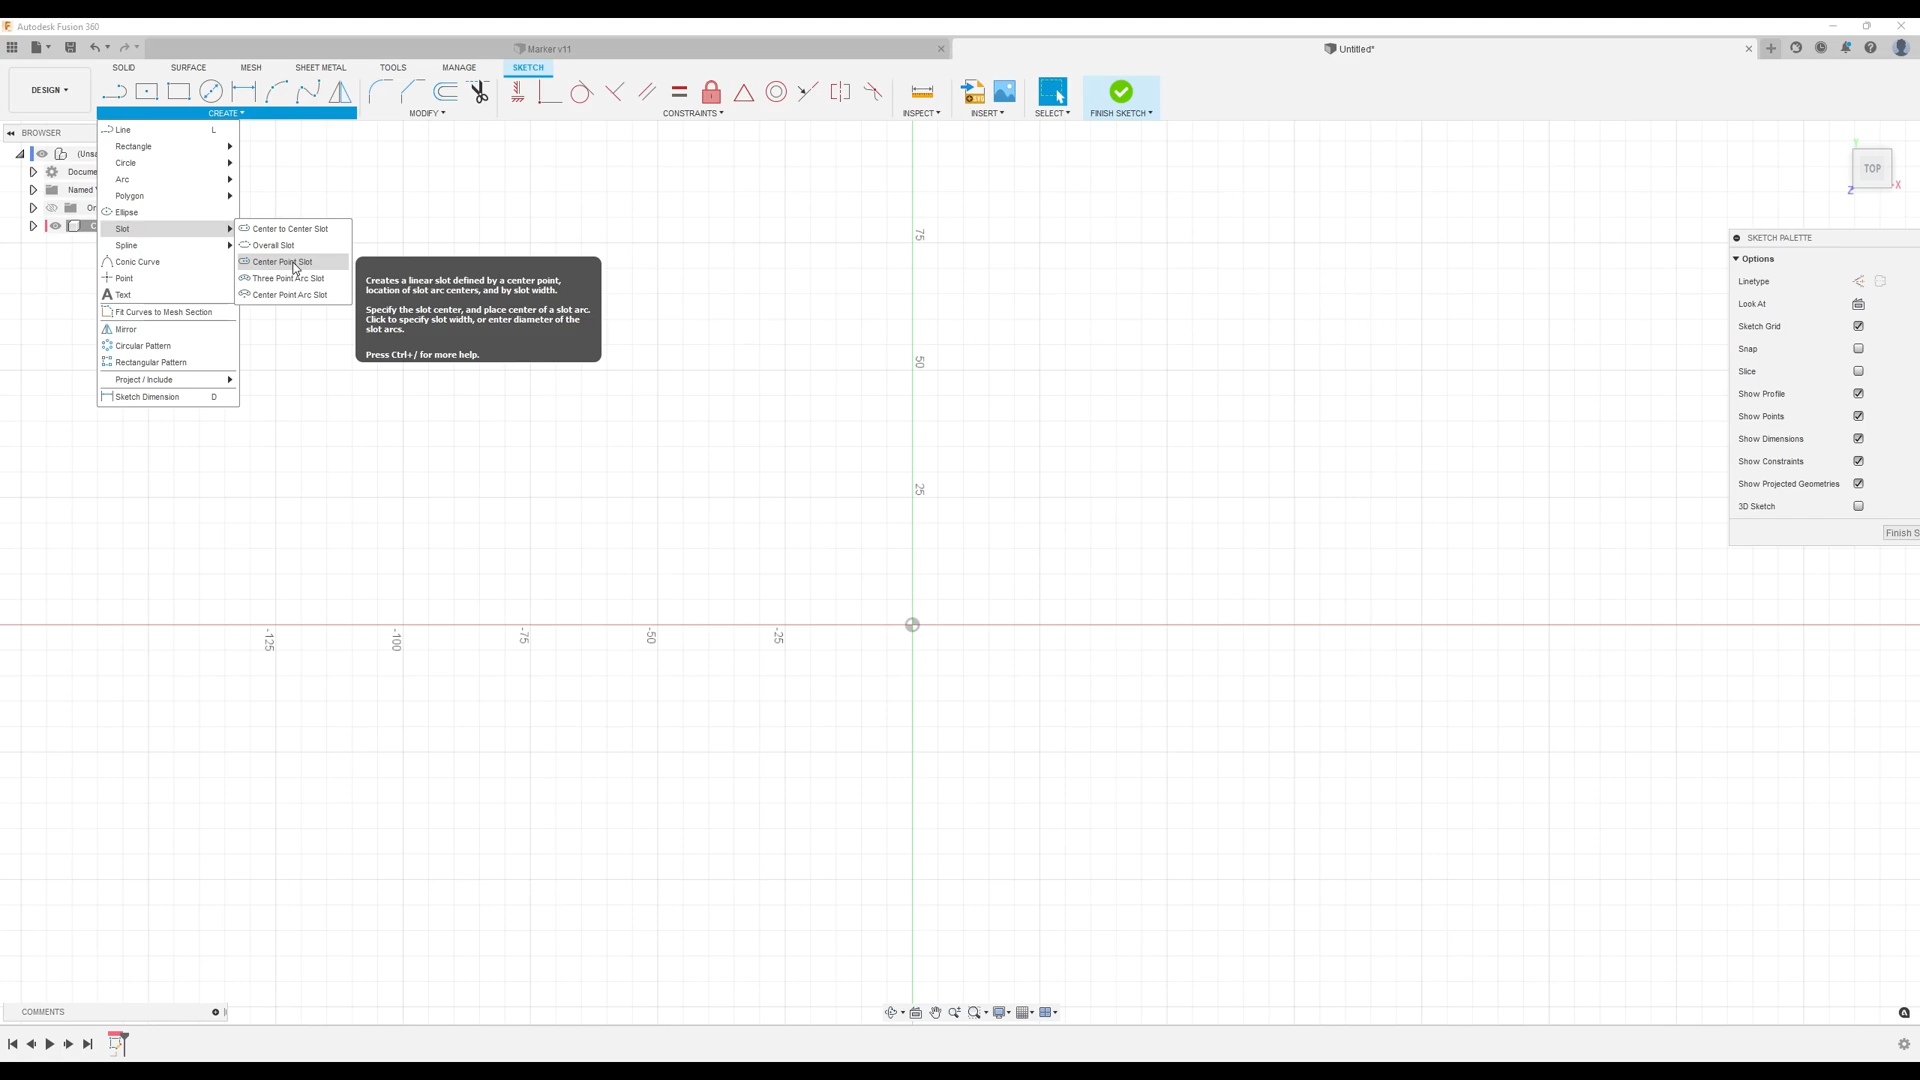 Autodesk Fusion 360
Marker v11
Untitled*
SOLID
SURFACE
MESH
SHEET METAL
TOOLS
MANAGE
SKETCH
DESIGN
CREATE
MODIFY
CONSTRAINTS
INSPECT
INSERT
SELECT
FINISH SKETCH
BROWSER
(Unsa
Docume
Named
Or
C
Line L
Rectangle
Circle
Arc
Polygon
Ellipse
Slot
Spline
Conic Curve
Point
Text
Fit Curves to Mesh Section
Mirror
Circular Pattern
Rectangular Pattern
Project / Include
Sketch Dimension D
Center to Center Slot
Overall Slot
Center Point Slot
Three Point Arc Slot
Center Point Arc Slot
Creates a linear slot defined by a center point,
location of slot arc centers, and by slot width.
Specify the slot center, and place center of a slot arc.
Click to specify slot width, or enter diameter of the
slot arcs.
Press Ctrl+/ for more help.
75
50
25
-125
-100
-75
-50
-25
TOP
Y
X
Z
SKETCH PALETTE
Options
Linetype
Look At
Sketch Grid
Snap
Slice
Show Profile
Show Points
Show Dimensions
Show Constraints
Show Projected Geometries
3D Sketch
Finish S
COMMENTS